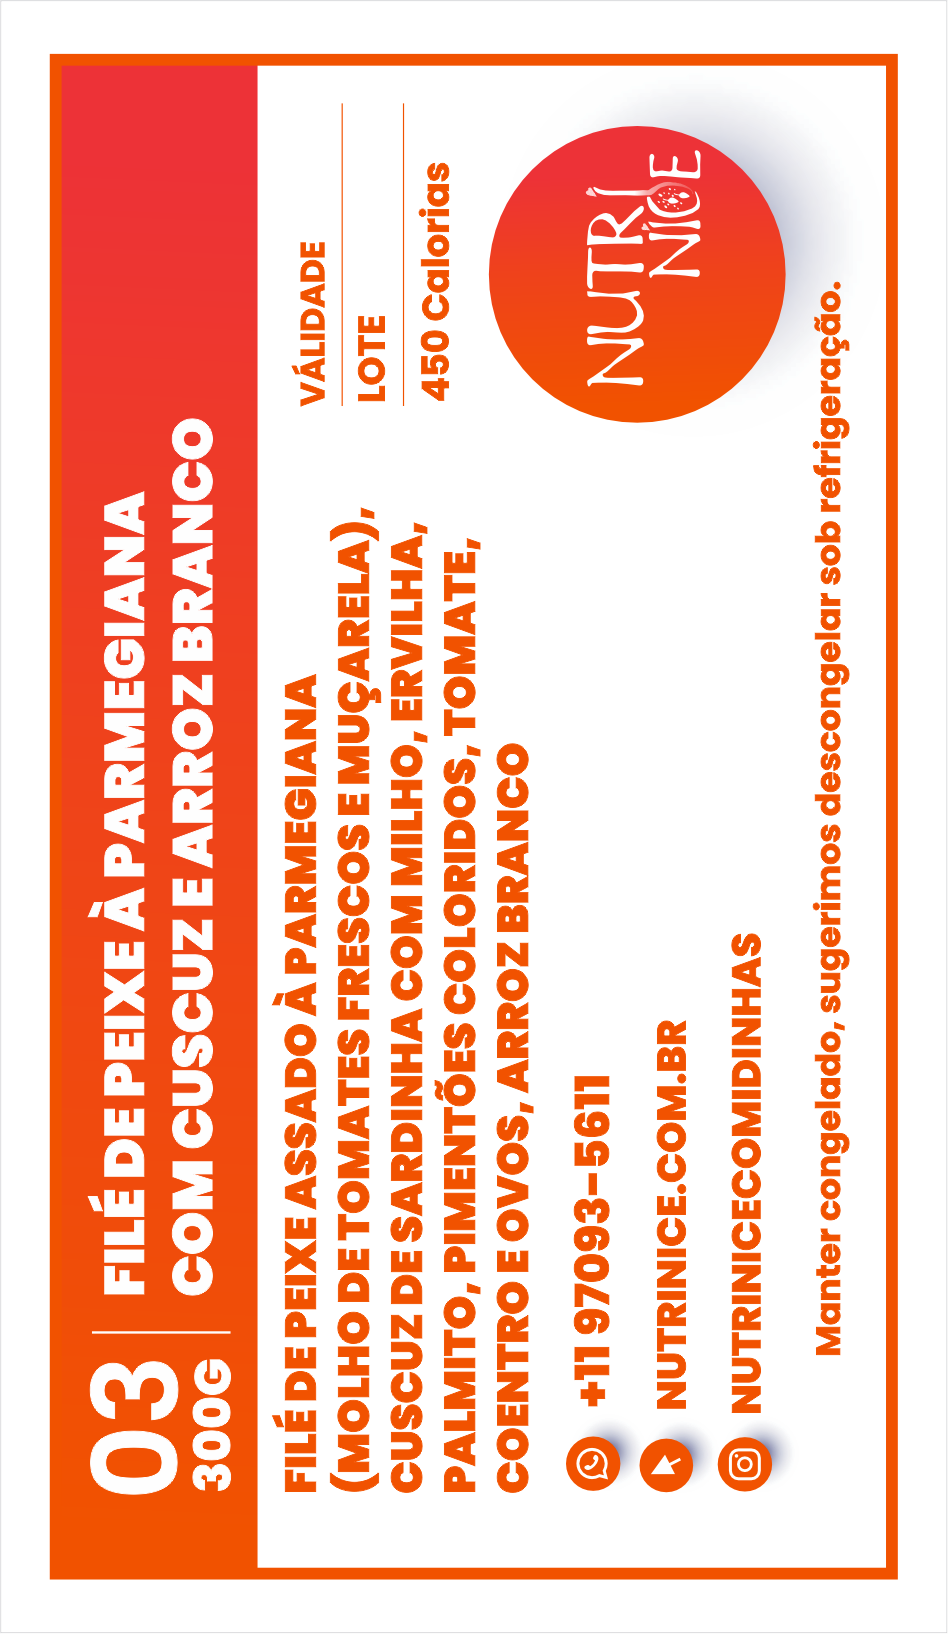 03
300G
FILÉ DE PEIXE À PARMEGIANA
COM CUSCUZ E ARROZ BRANCO
FILÉ DE PEIXE ASSADO À PARMEGIANA
(MOLHO DE TOMATES FRESCOS E MUÇARELA),
CUSCUZ DE SARDINHA COM MILHO, ERVILHA,
PALMITO, PIMENTÕES COLORIDOS, TOMATE,
COENTRO E OVOS, ARROZ BRANCO
VÁLIDADE
LOTE
450 Calorias
+11 97093-5611
NUTRINICE.COM.BR
NUTRINICECOMIDINHAS
NUTRI
NICE
Manter congelado, sugerimos descongelar sob refrigeração.